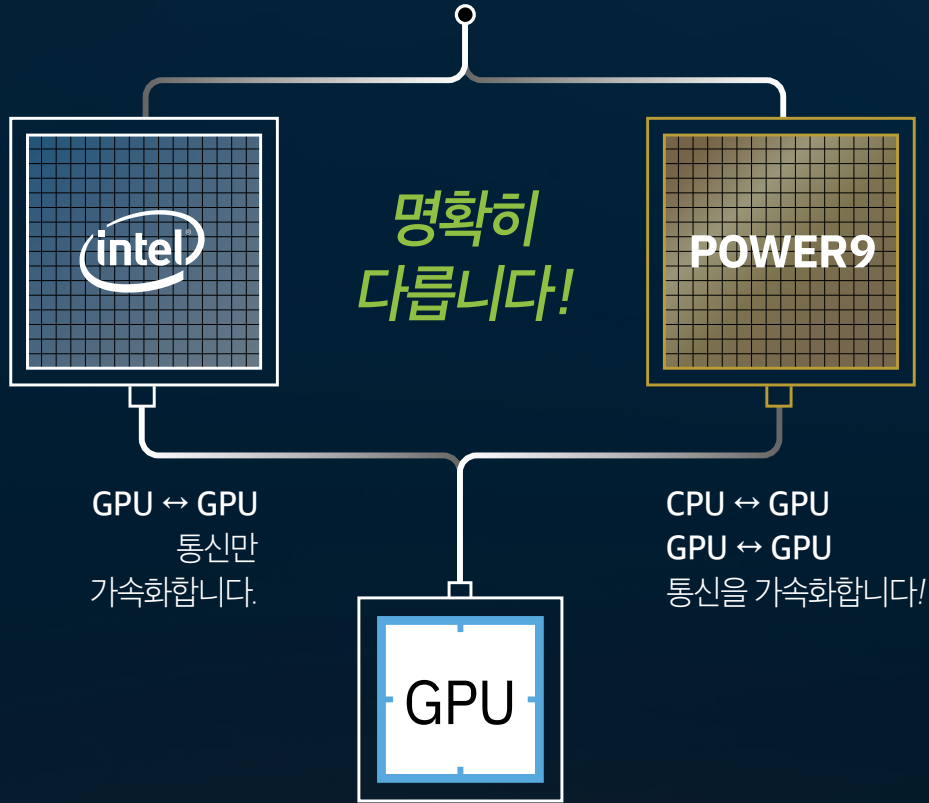 intel®
명확히
다릅니다!
POWER9
GPU ↔ GPU
통신만
가속화합니다.
CPU ↔ GPU
GPU ↔ GPU
통신을 가속화합니다!
GPU